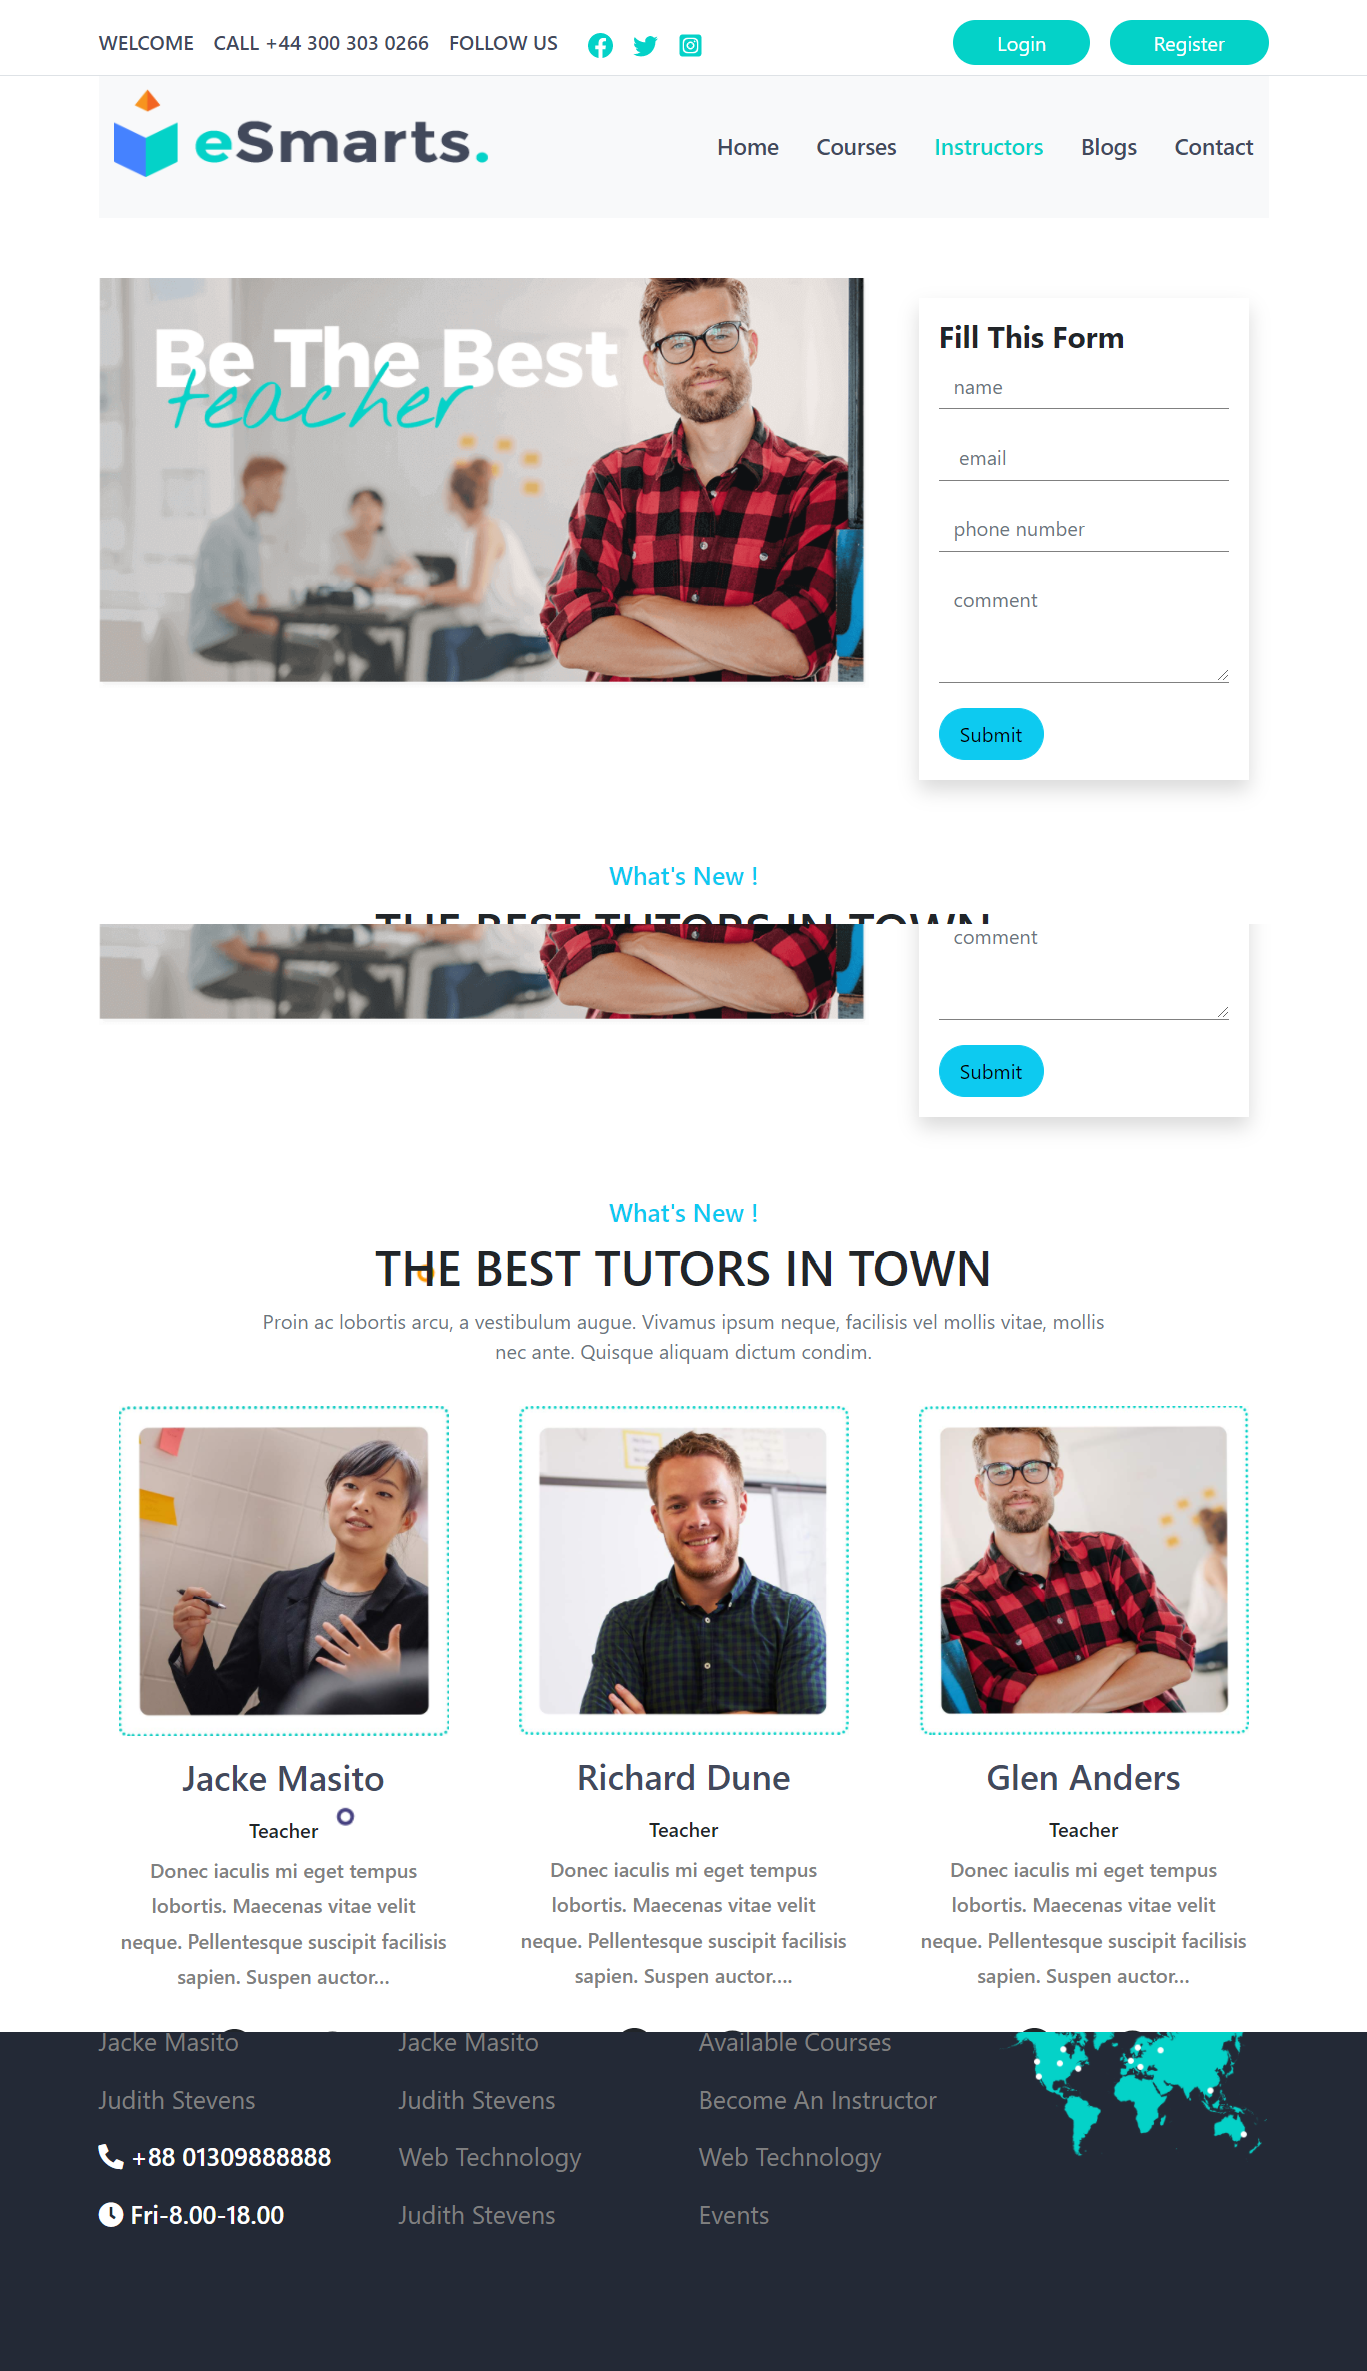 WELCOME CALL +44 300 303 0266 FOLLOW US Login Register
eSmarts.
Home Courses Instructors Blogs Contact
Be The Best
teacher
Fill This Form
name
email
phone number
comment
Submit
What's New !
THE BEST TUTORS IN TOWN
comment
Submit
What's New !
THE BEST TUTORS IN TOWN
Proin ac lobortis arcu, a vestibulum augue. Vivamus ipsum neque, facilisis vel mollis vitae, mollis
nec ante. Quisque aliquam dictum condim.
Jacke Masito
Teacher
Donec iaculis mi eget tempus
lobortis. Maecenas vitae velit
neque. Pellentesque suscipit facilisis
sapien. Suspen auctor...
Richard Dune
Teacher
Donec iaculis mi eget tempus
lobortis. Maecenas vitae velit
neque. Pellentesque suscipit facilisis
sapien. Suspen auctor....
Glen Anders
Teacher
Donec iaculis mi eget tempus
lobortis. Maecenas vitae velit
neque. Pellentesque suscipit facilisis
sapien. Suspen auctor...
Jacke Masito
Judith Stevens
+88 01309888888
Fri-8.00-18.00
Jacke Masito
Judith Stevens
Web Technology
Judith Stevens
Available Courses
Become An Instructor
Web Technology
Events